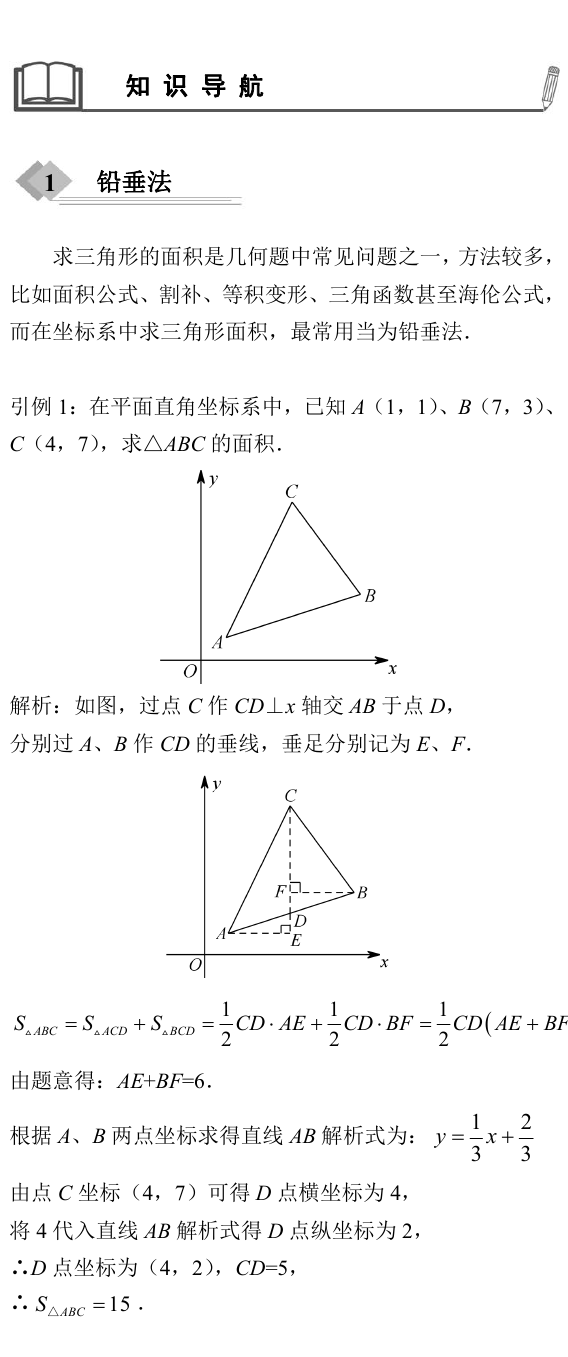 知 识 导 航
1 铅垂法
求三角形的面积是几何题中常见问题之一，方法较多，
比如面积公式、割补、等积变形、三角函数甚至海伦公式，
而在坐标系中求三角形面积，最常用当为铅垂法．
引例 1：在平面直角坐标系中，已知 A（1，1）、B（7，3）、
C（4，7），求△ABC 的面积．
y
C
B
A
O
x
解析：如图，过点 C 作 CD⊥x 轴交 AB 于点 D，
分别过 A、B 作 CD 的垂线，垂足分别记为 E、F．
y
C
F
B
D
A
E
O
x
S△ABC = S△ACD + S△BCD = 1/2 CD · AE + 1/2 CD · BF = 1/2 CD(AE + BF
由题意得：AE+BF=6．
根据 A、B 两点坐标求得直线 AB 解析式为： y = 1/3 x + 2/3
由点 C 坐标（4，7）可得 D 点横坐标为 4，
将 4 代入直线 AB 解析式得 D 点纵坐标为 2，
∴D 点坐标为（4，2），CD=5，
∴ S△ABC = 15．